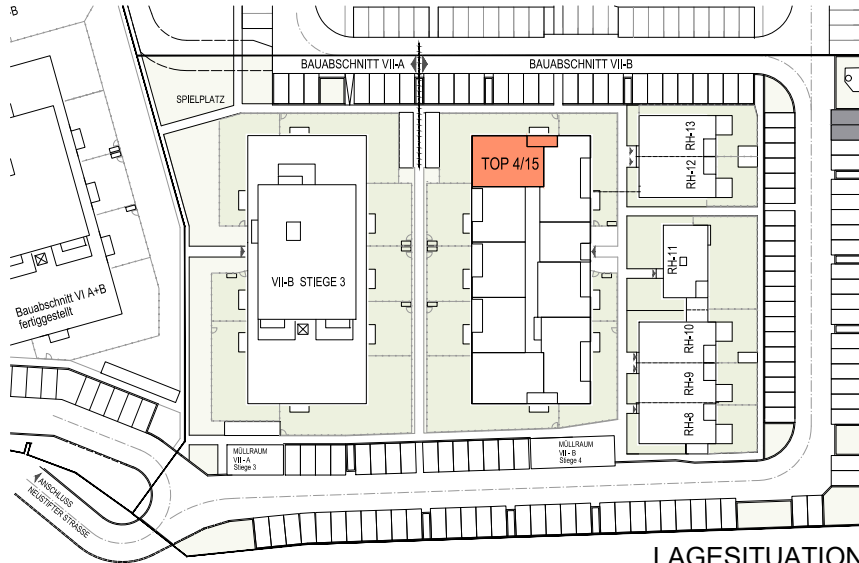 -B
BAUABSCHNITT VII-A
BAUABSCHNITT VII-B
SPIELPLATZ
TOP 4/15
RH-13
RH-12
RH-11
VII-B STIEGE 3
Bauabschnitt VI A+B
fertiggestellt
RH-10
RH-9
RH-8
MÜLLRAUM
VII - A
Stiege 3
MÜLLRAUM
VII - B
Stiege 4
ANSCHLUSS
NEUSTIFTER STRASSE
LAGESITUATION